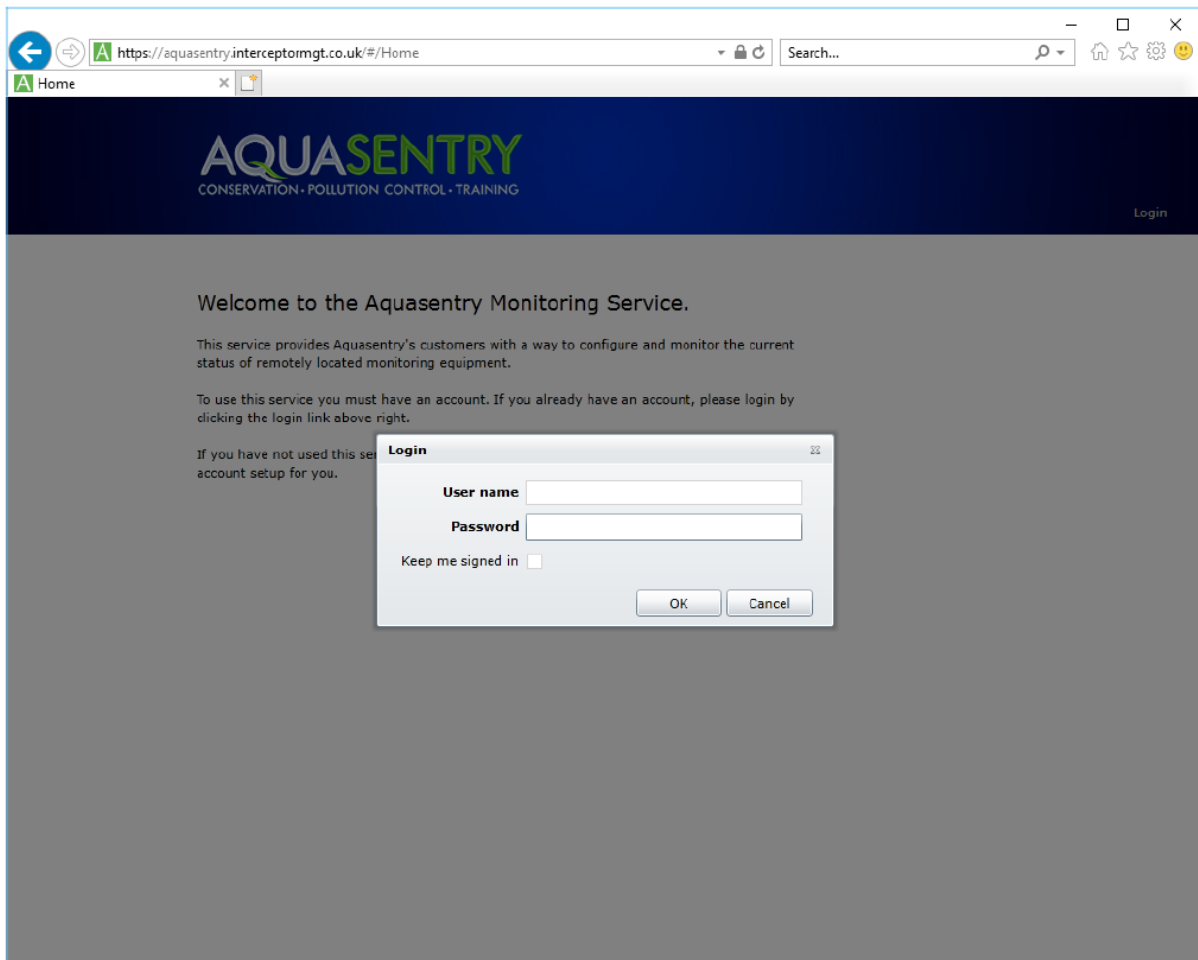 https://aquasentry.interceptormgt.co.uk/#/Home
Search...
A Home
AQUASENTRY
CONSERVATION • POLLUTION CONTROL • TRAINING
Login
Welcome to the Aquasentry Monitoring Service.
This service provides Aquasentry's customers with a way to configure and monitor the current
status of remotely located monitoring equipment.
To use this service you must have an account. If you already have an account, please login by
clicking the login link above right.
If you have not used this ser
account setup for you.
Login
User name
Password
Keep me signed in
OK Cancel